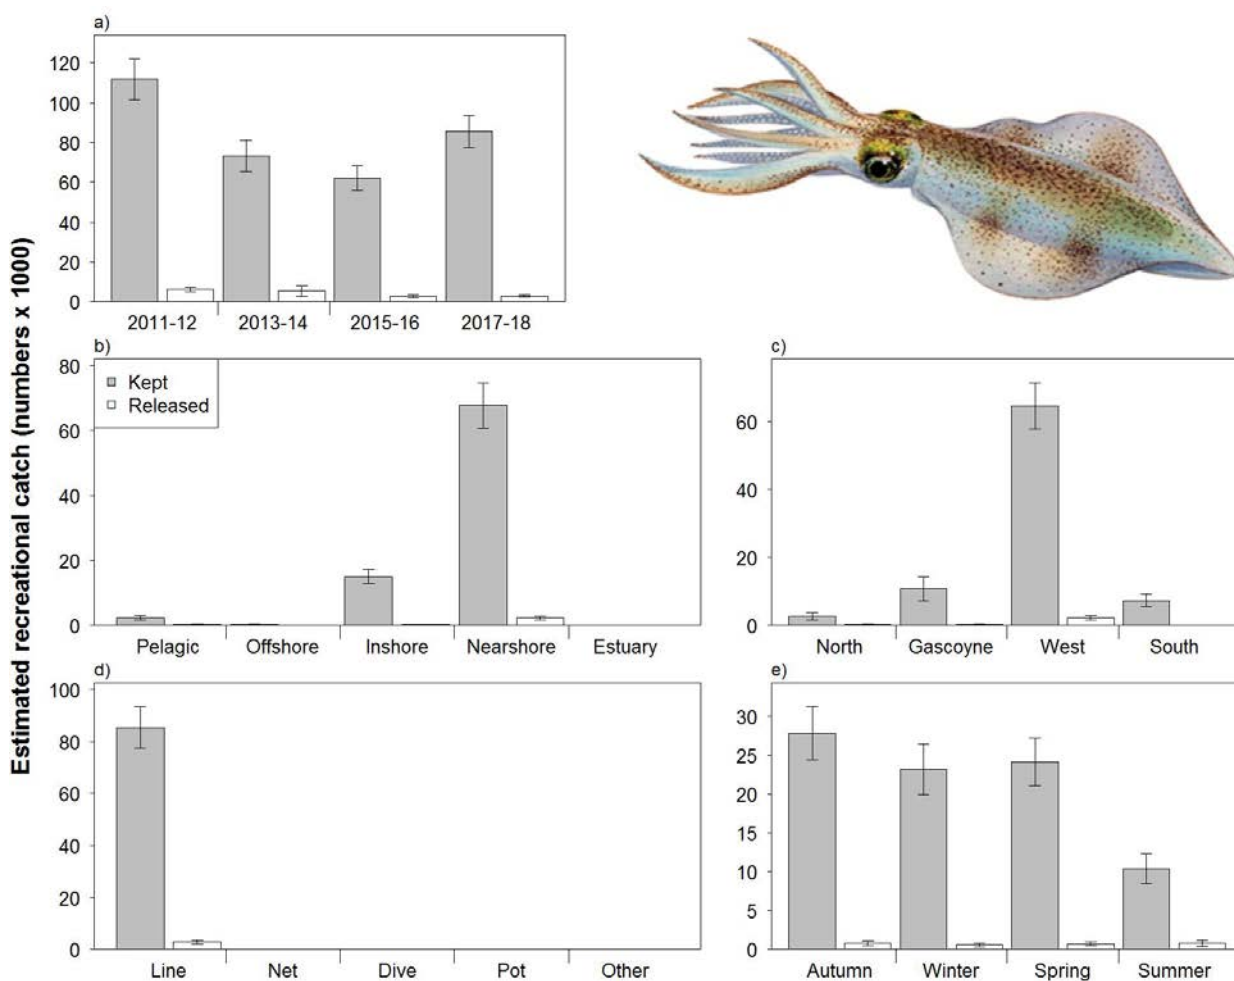 a)
120
100
80
60
40
20
0
2011-12 2013-14 2015-16 2017-18
Estimated recreational catch (numbers x 1000)
b)
Kept
Released
80
60
40
20
0
Pelagic Offshore Inshore Nearshore Estuary
c)
60
40
20
0
North Gascoyne West South
d)
100
80
60
40
20
0
Line Net Dive Pot Other
e)
30
25
20
15
10
5
0
Autumn Winter Spring Summer